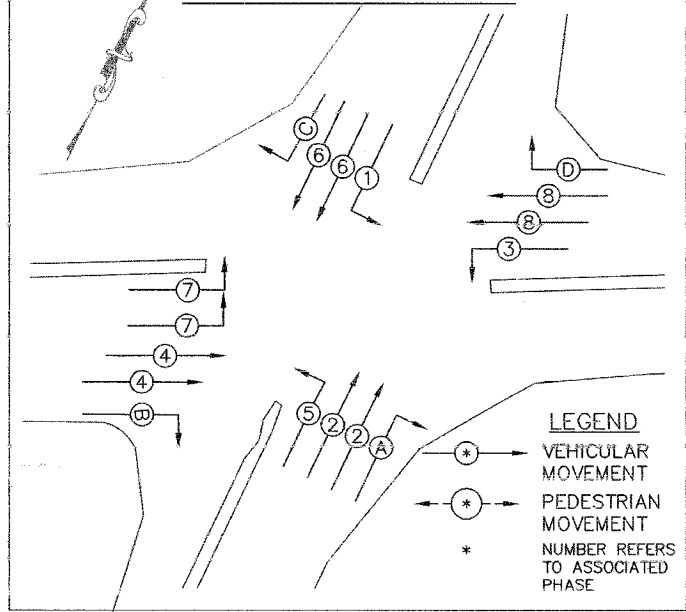 C
6
6
1
D
8
8
3
7
7
4
4
B
5
2
2
A
LEGEND
* VEHICULAR
MOVEMENT
* PEDESTRIAN
MOVEMENT
* NUMBER REFERS
TO ASSOCIATED
PHASE